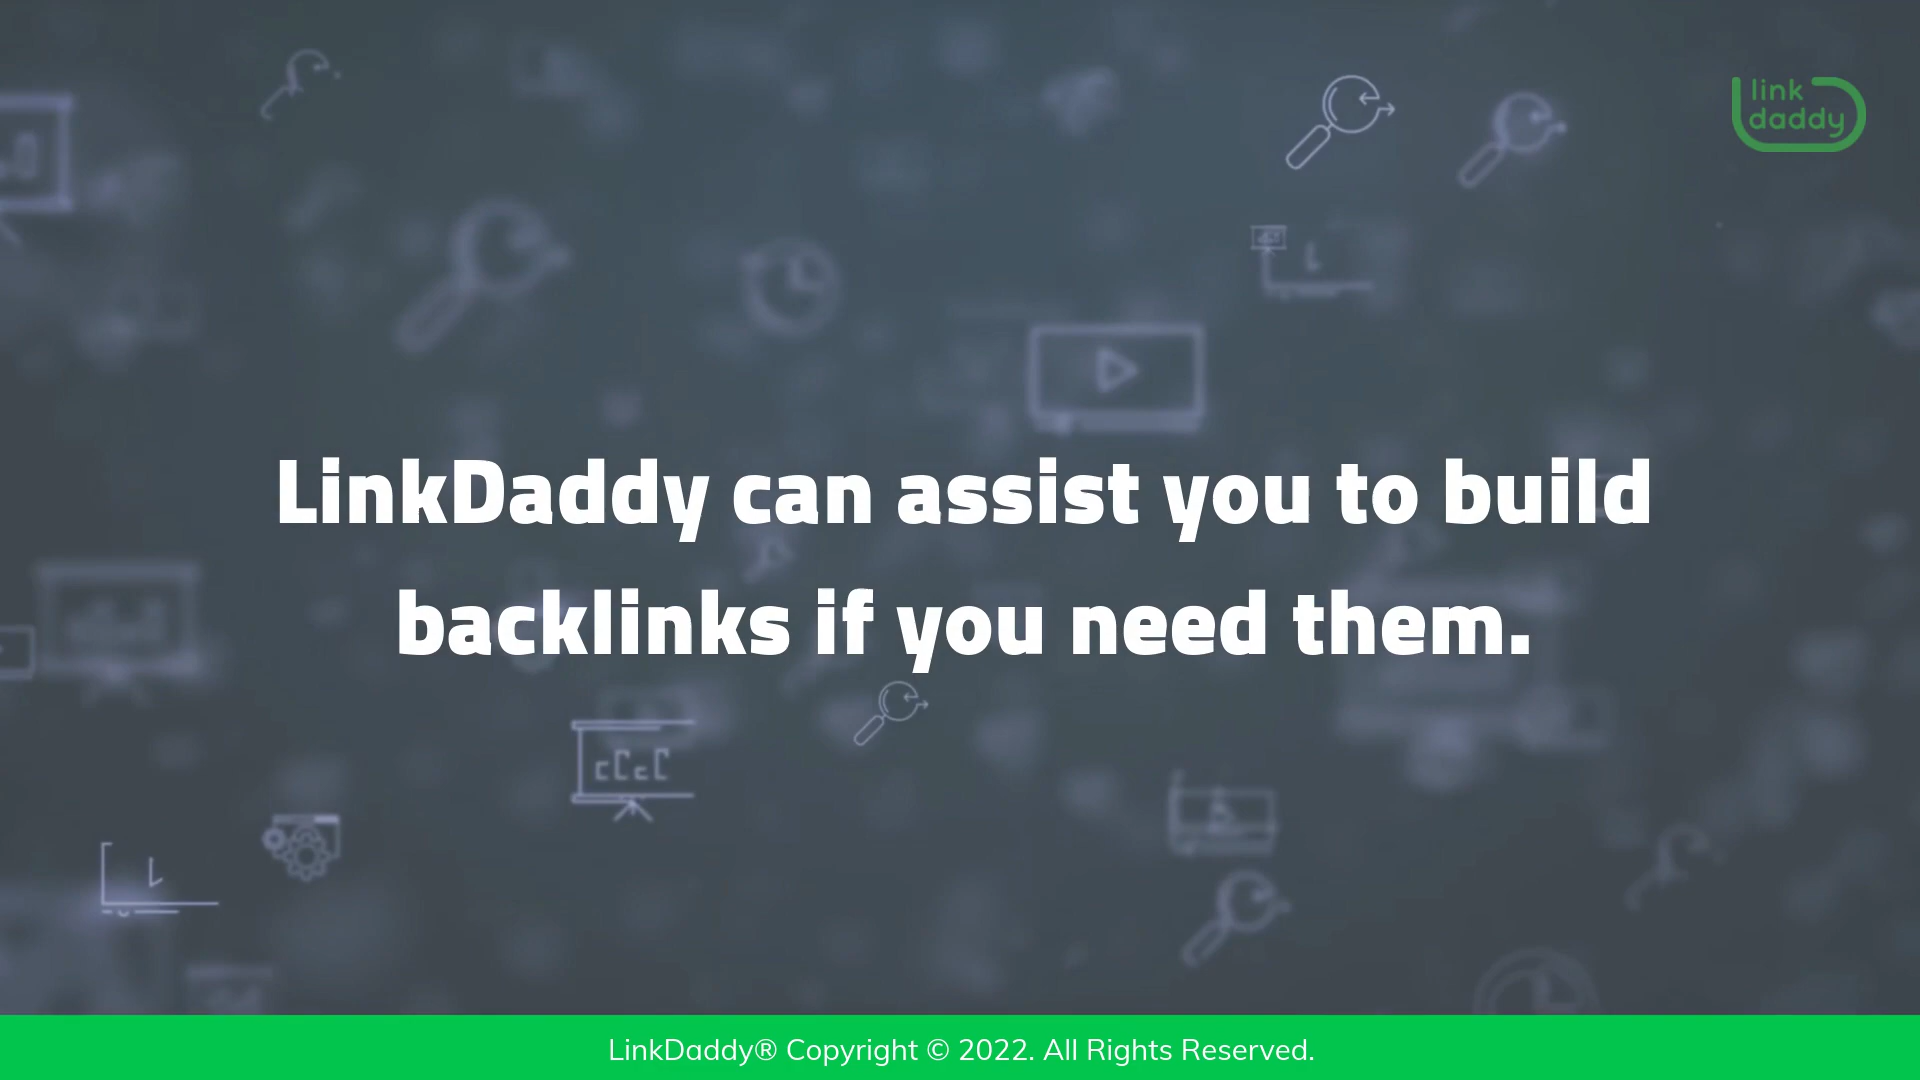 link
daddy
LinkDaddy can assist you to build
backlinks if you need them.
LinkDaddy® Copyright © 2022. All Rights Reserved.